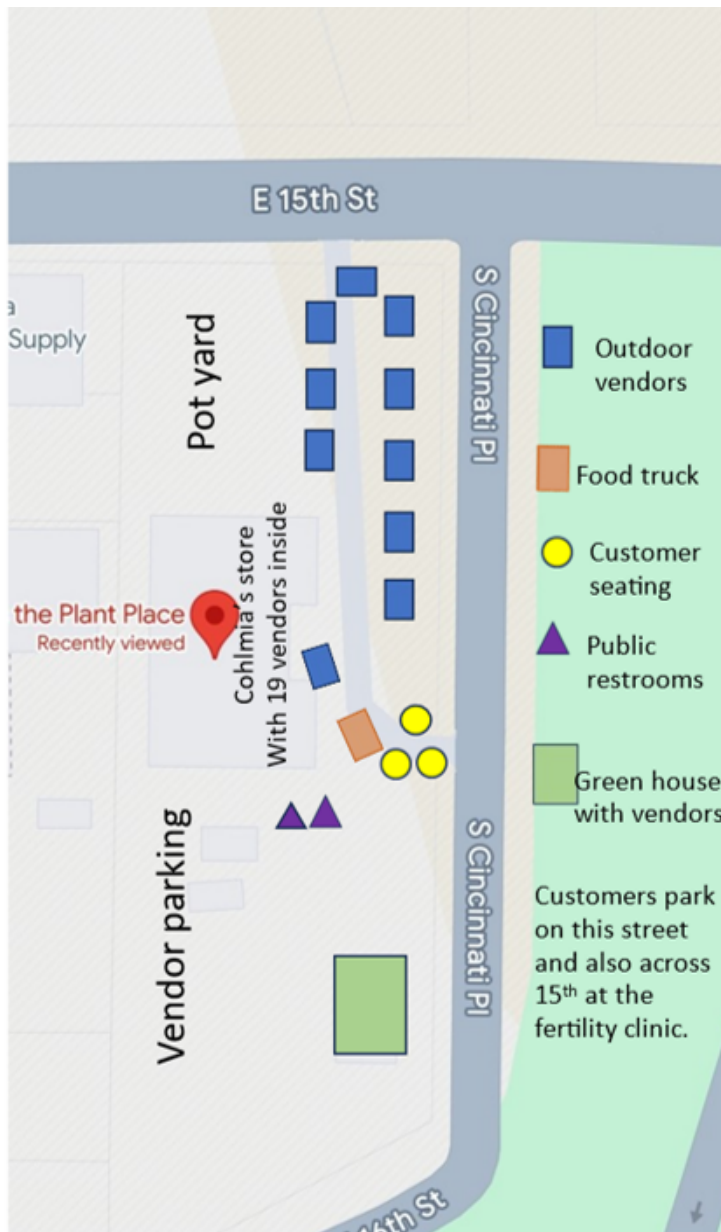 E 15th St
S Cincinnati Pl
a
Supply
Pot yard
Outdoor
vendors
Food truck
Customer
seating
the Plant Place
Recently viewed
Cohlmia's store
With 19 vendors inside
Public
restrooms
Green house
with vendors
Vendor parking
S Cincinnati Pl
Customers park
on this street
and also across
15th at the
fertility clinic.
16th St